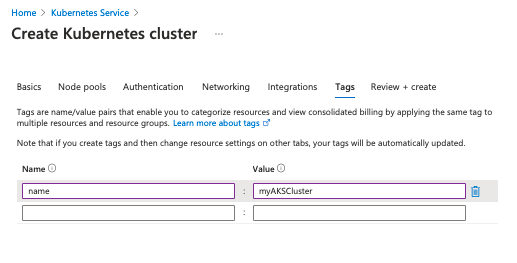 Home > Kubernetes Service >
Create Kubernetes cluster ...
Basics Node pools Authentication Networking Integrations Tags Review + create
Tags are name/value pairs that enable you to categorize resources and view consolidated billing by applying the same tag to
multiple resources and resource groups. Learn more about tags
Note that if you create tags and then change resource settings on other tabs, your tags will be automatically updated.
Name Value
name : myAKSCluster
: